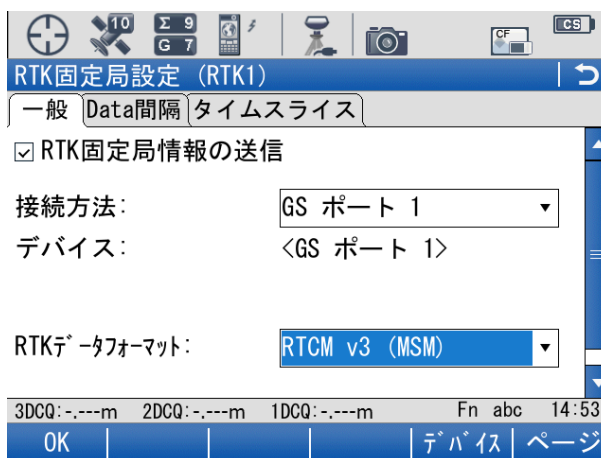 10 Σ 9 G 7 CF CS
RTK固定局設定 (RTK1)
一般 Data間隔 タイムスライス
RTK固定局情報の送信
接続方法: GS ポート 1
デバイス: <GS ポート 1>
RTKﾃﾞｰﾀﾌｫｰﾏｯﾄ: RTCM v3 (MSM)
3DCQ:-.---m 2DCQ:-.---m 1DCQ:-.---m Fn abc 14:53
OK ﾃﾞﾊﾞｲｽ ページ